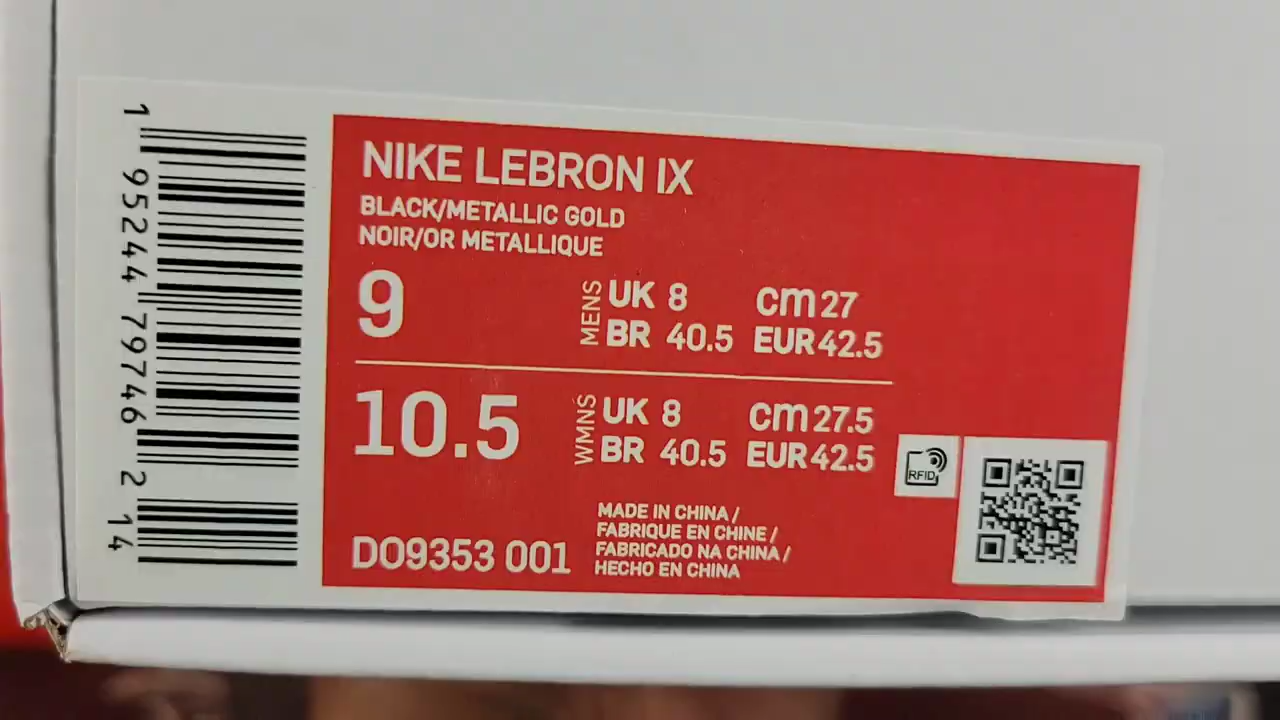 1 95244 79746 2 14
NIKE LEBRON IX
BLACK/METALLIC GOLD
NOIR/OR METALLIQUE
9 MENS UK 8 cm 27
BR 40.5 EUR 42.5
10.5 WMNS UK 8 cm 27.5
BR 40.5 EUR 42.5
RFID
MADE IN CHINA /
FABRIQUE EN CHINE /
FABRICADO NA CHINA /
HECHO EN CHINA
DO9353 001